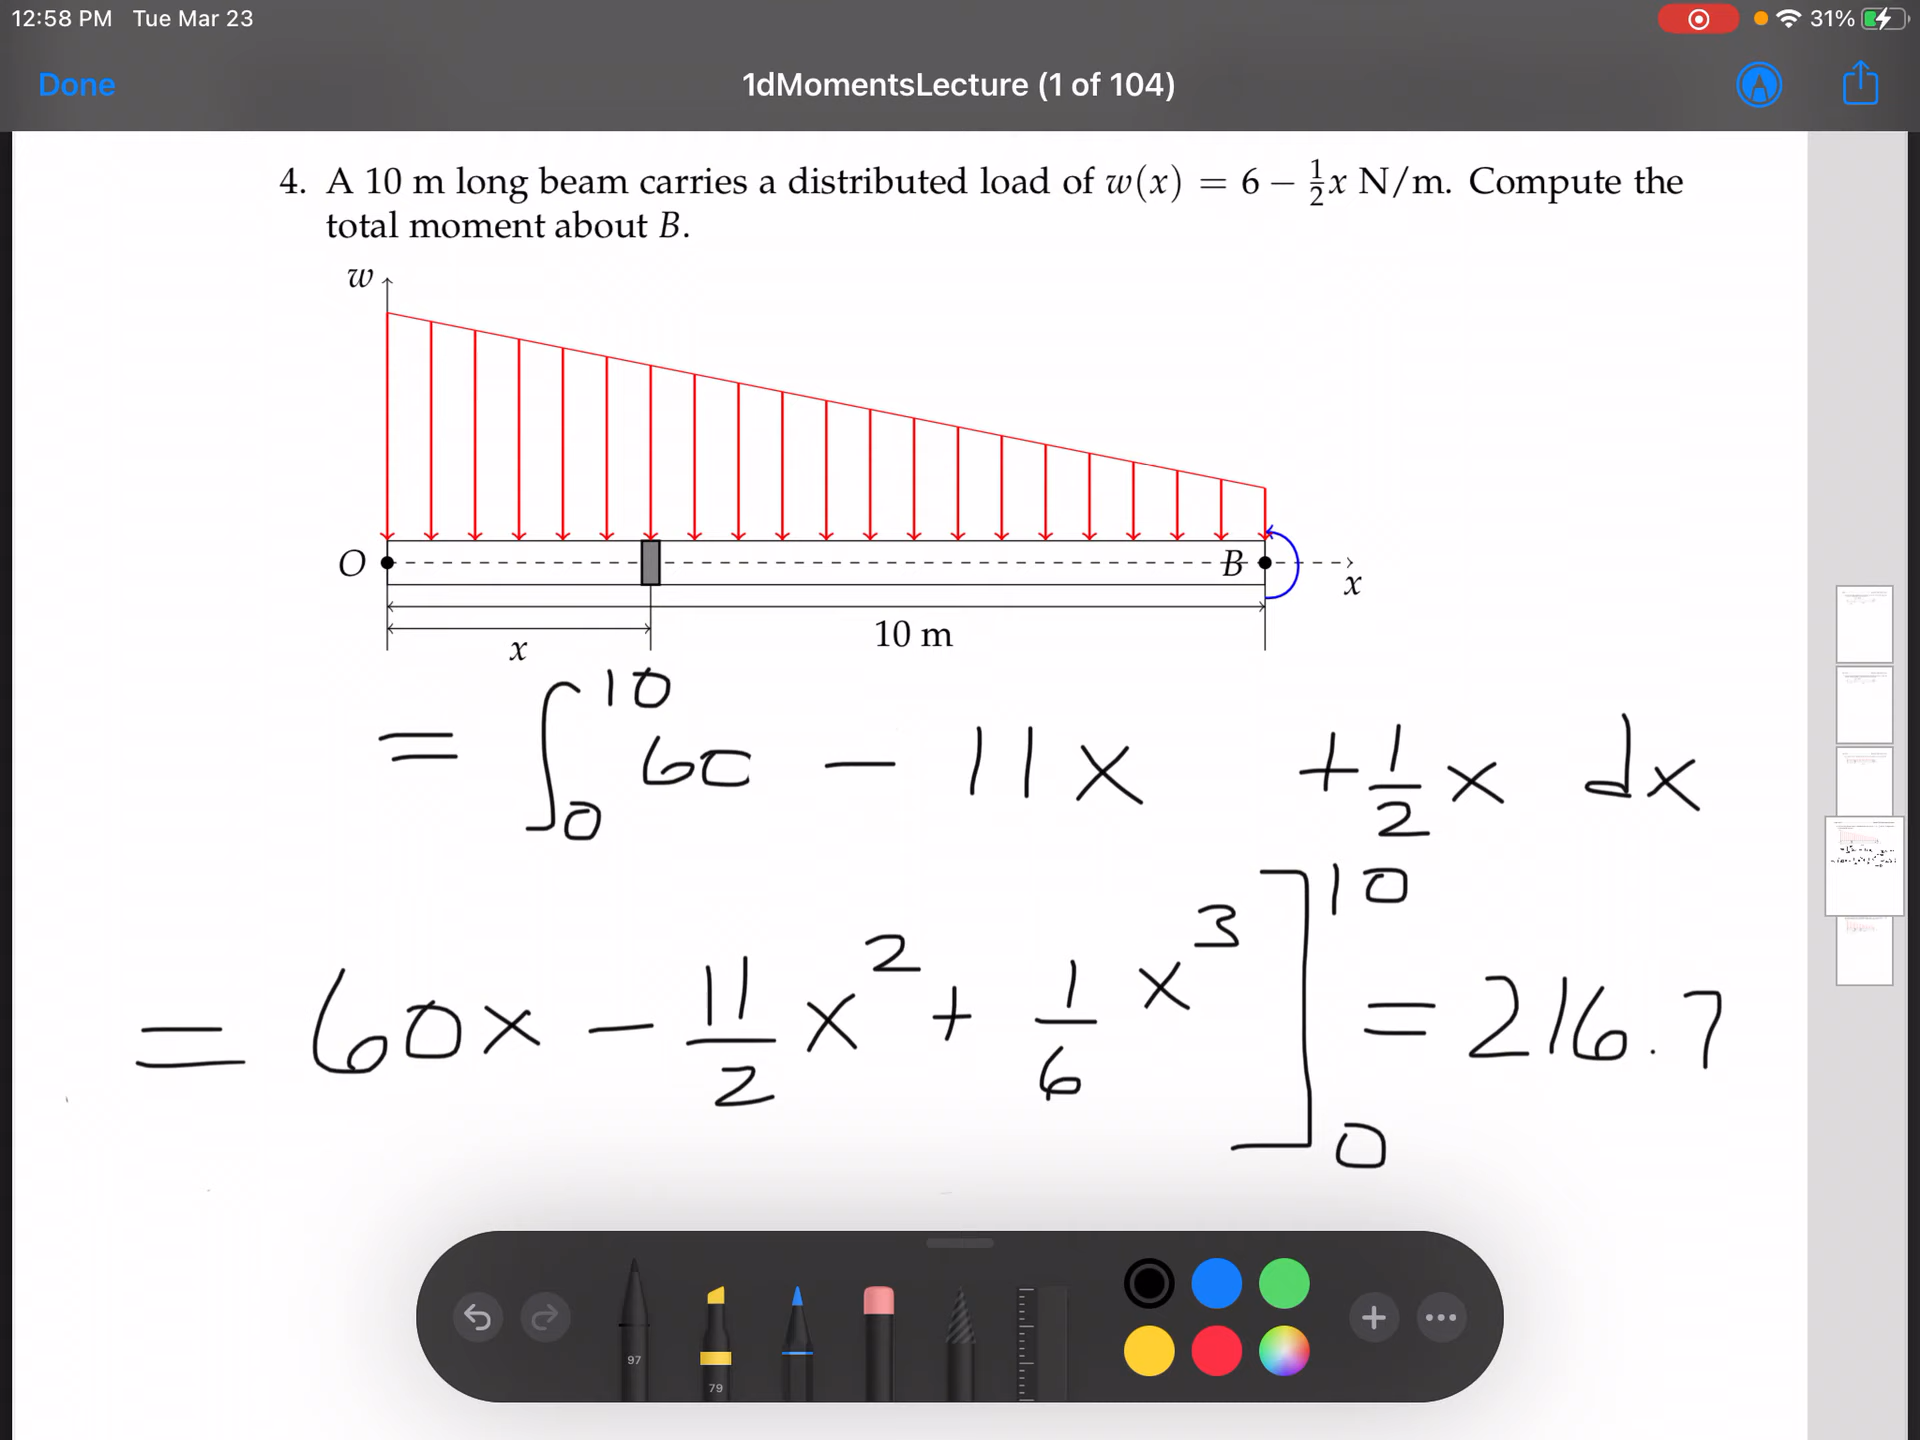 12:58 PM Tue Mar 23
31%
Done
1dMomentsLecture (1 of 104)
4. A 10 m long beam carries a distributed load of w(x) = 6 − ½x N/m. Compute the
total moment about B.
w
O
B
x
10 m
x
= ∫₀¹⁰ 60 − 11x + ½x dx
= 60x − 11/2 x² + 1/6 x³ ]₀¹⁰ = 216.7
97
79